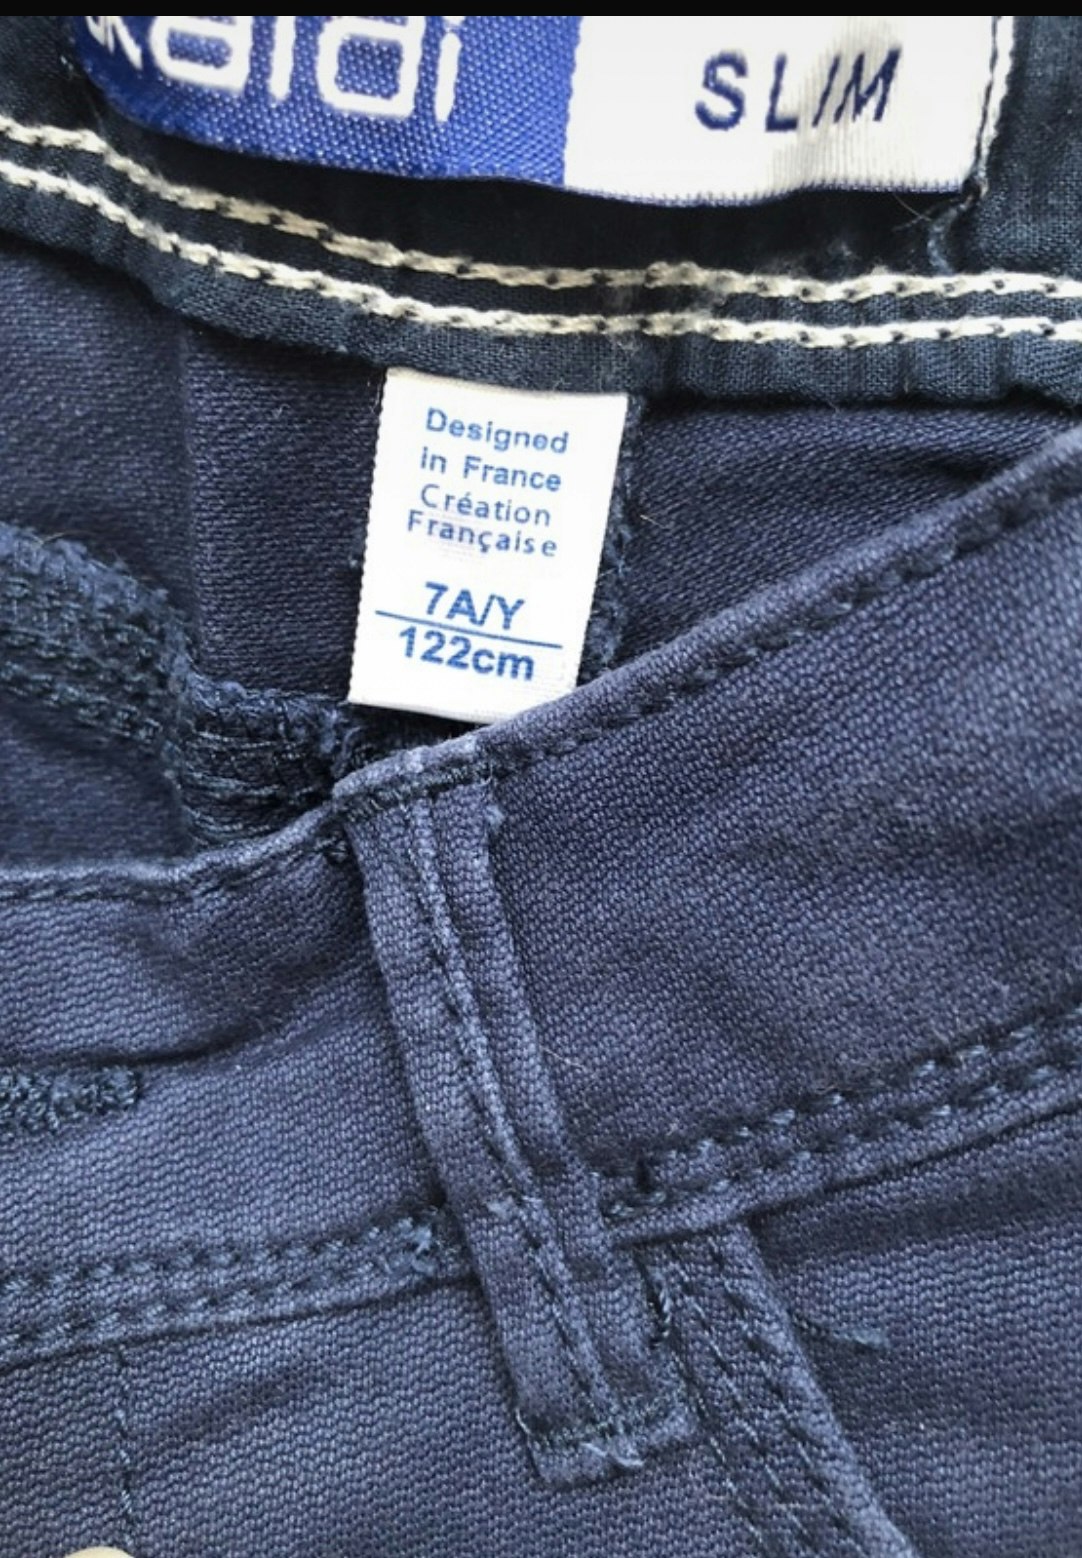 SLIM
Designed
in France
Création
Française
7A/Y
122cm